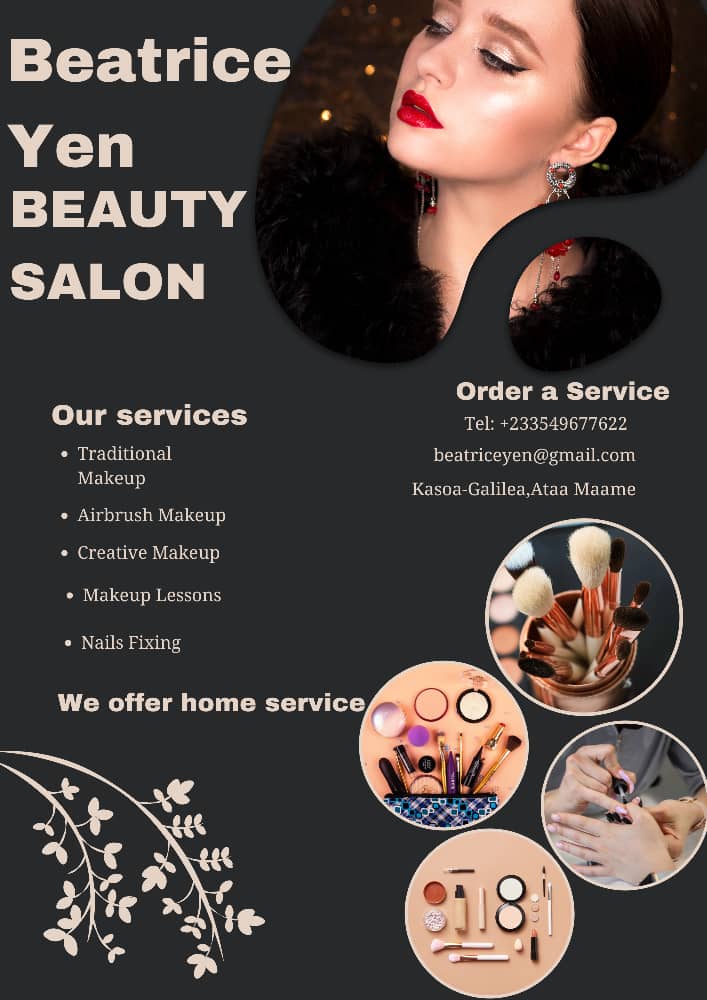 Beatrice
Yen
BEAUTY
SALON
Our services
• Traditional
Makeup
• Airbrush Makeup
• Creative Makeup
• Makeup Lessons
• Nails Fixing
We offer home service
Order a Service
Tel: +233549677622
beatriceyen@gmail.com
Kasoa-Galilea,Ataa Maame